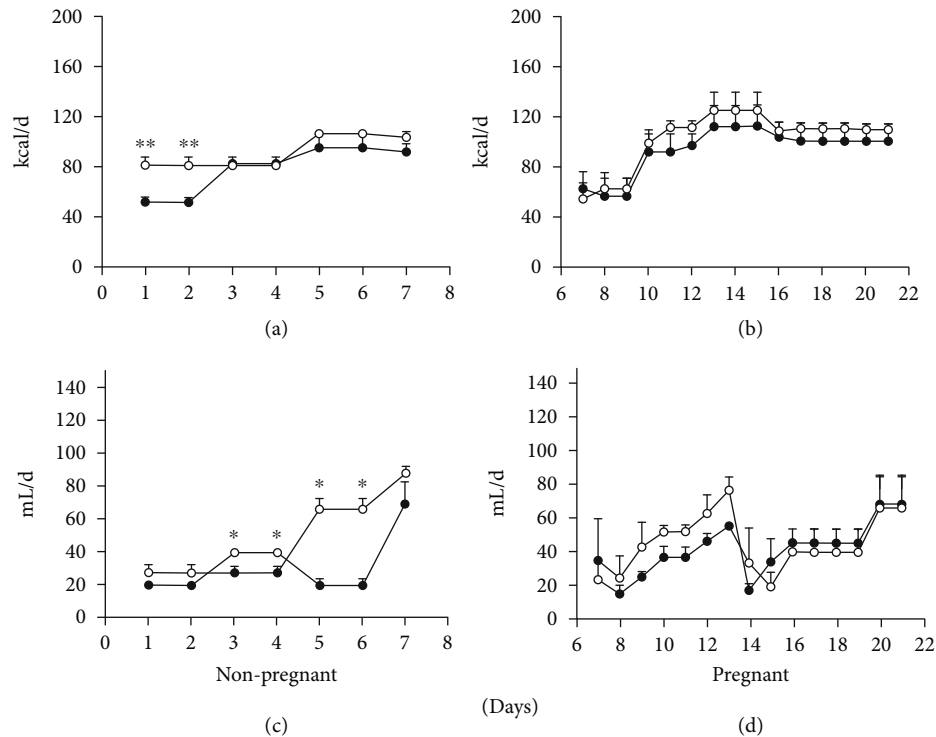 200
160
120
80
40
0
kcal/d
** **
0 1 2 3 4 5 6 7 8
(a)
200
160
120
80
40
0
kcal/d
6 8 10 12 14 16 18 20 22
(b)
140
120
100
80
60
40
20
0
mL/d
* * * *
0 1 2 3 4 5 6 7 8
Non-pregnant
(c)
140
120
100
80
60
40
20
0
mL/d
6 8 10 12 14 16 18 20 22
Pregnant
(Days)
(d)